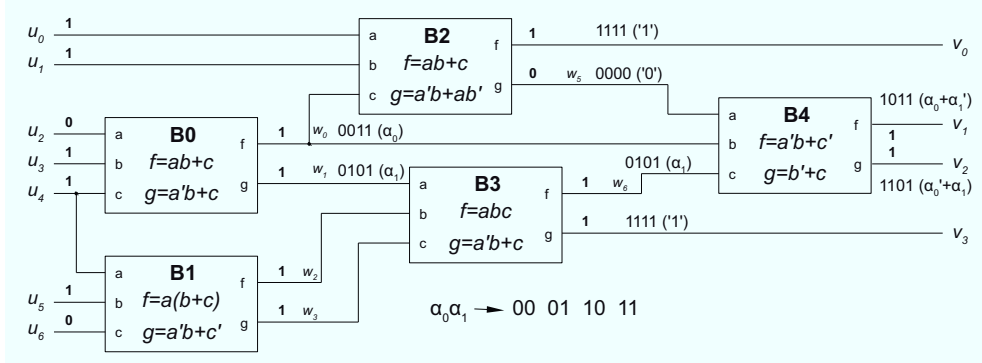 u₀ 1
u₁ 1
a B2 f
b f=ab+c
c g=a'b+ab' g
1 1111 ('1') v₀
0 w₅ 0000 ('0')
u₂ 0
u₃ 1
u₄ 1
a B0 f
b f=ab+c
c g=a'b+c g
1 w₀ 0011 (α₀)
1 w₁ 0101 (α₁)
a B4 f
b f=a'b+c'
c g=b'+c g
1011 (α₀+α₁')
1 v₁
1 v₂
1101 (α₀'+α₁)
a B3 f
b f=abc
c g=a'b+c g
0101 (α₁)
1 w₆
1 1111 ('1') v₃
u₅ 1
u₆ 0
a B1 f
b f=a(b+c)
c g=a'b+c' g
1 w₂
1 w₃
α₀α₁ → 00 01 10 11